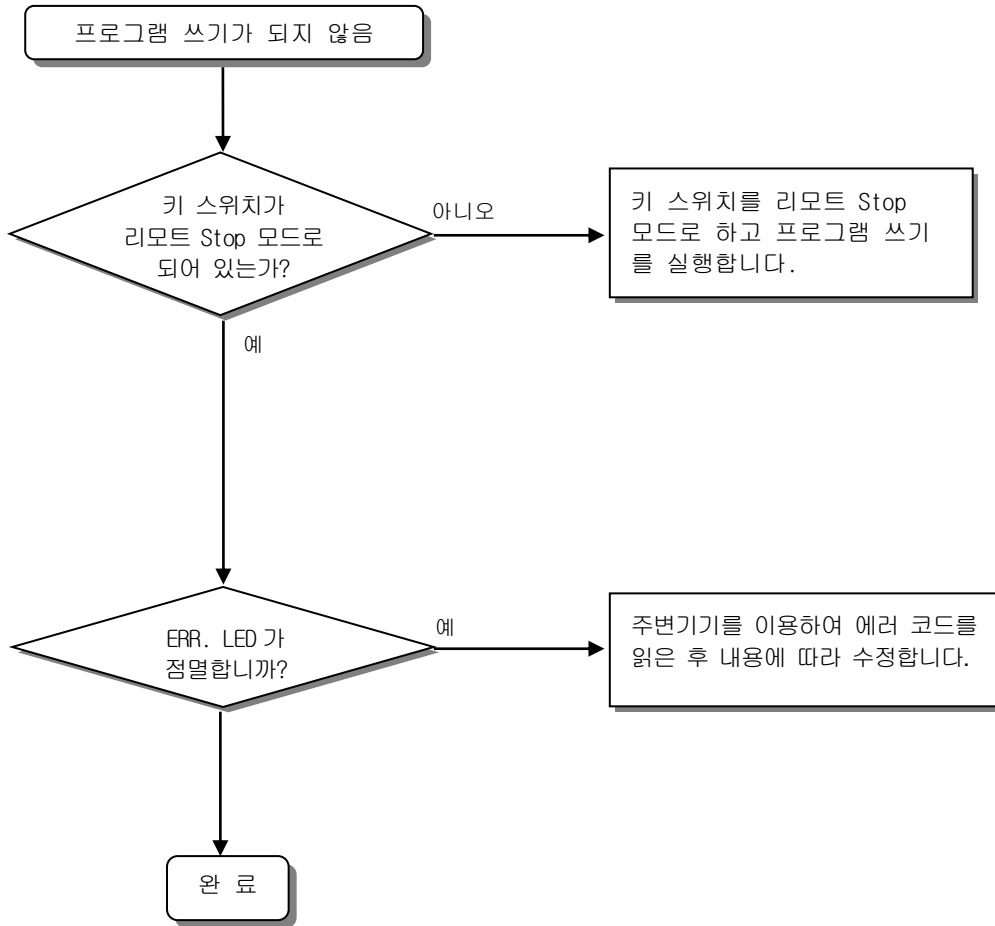 프로그램 쓰기가 되지 않음
키 스위치가
리모트 Stop 모드로
되어 있는가?
아니오
키 스위치를 리모트 Stop
모드로 하고 프로그램 쓰기
를 실행합니다.
예
ERR. LED 가
점멸합니까?
예
주변기기를 이용하여 에러 코드를
읽은 후 내용에 따라 수정합니다.
완 료